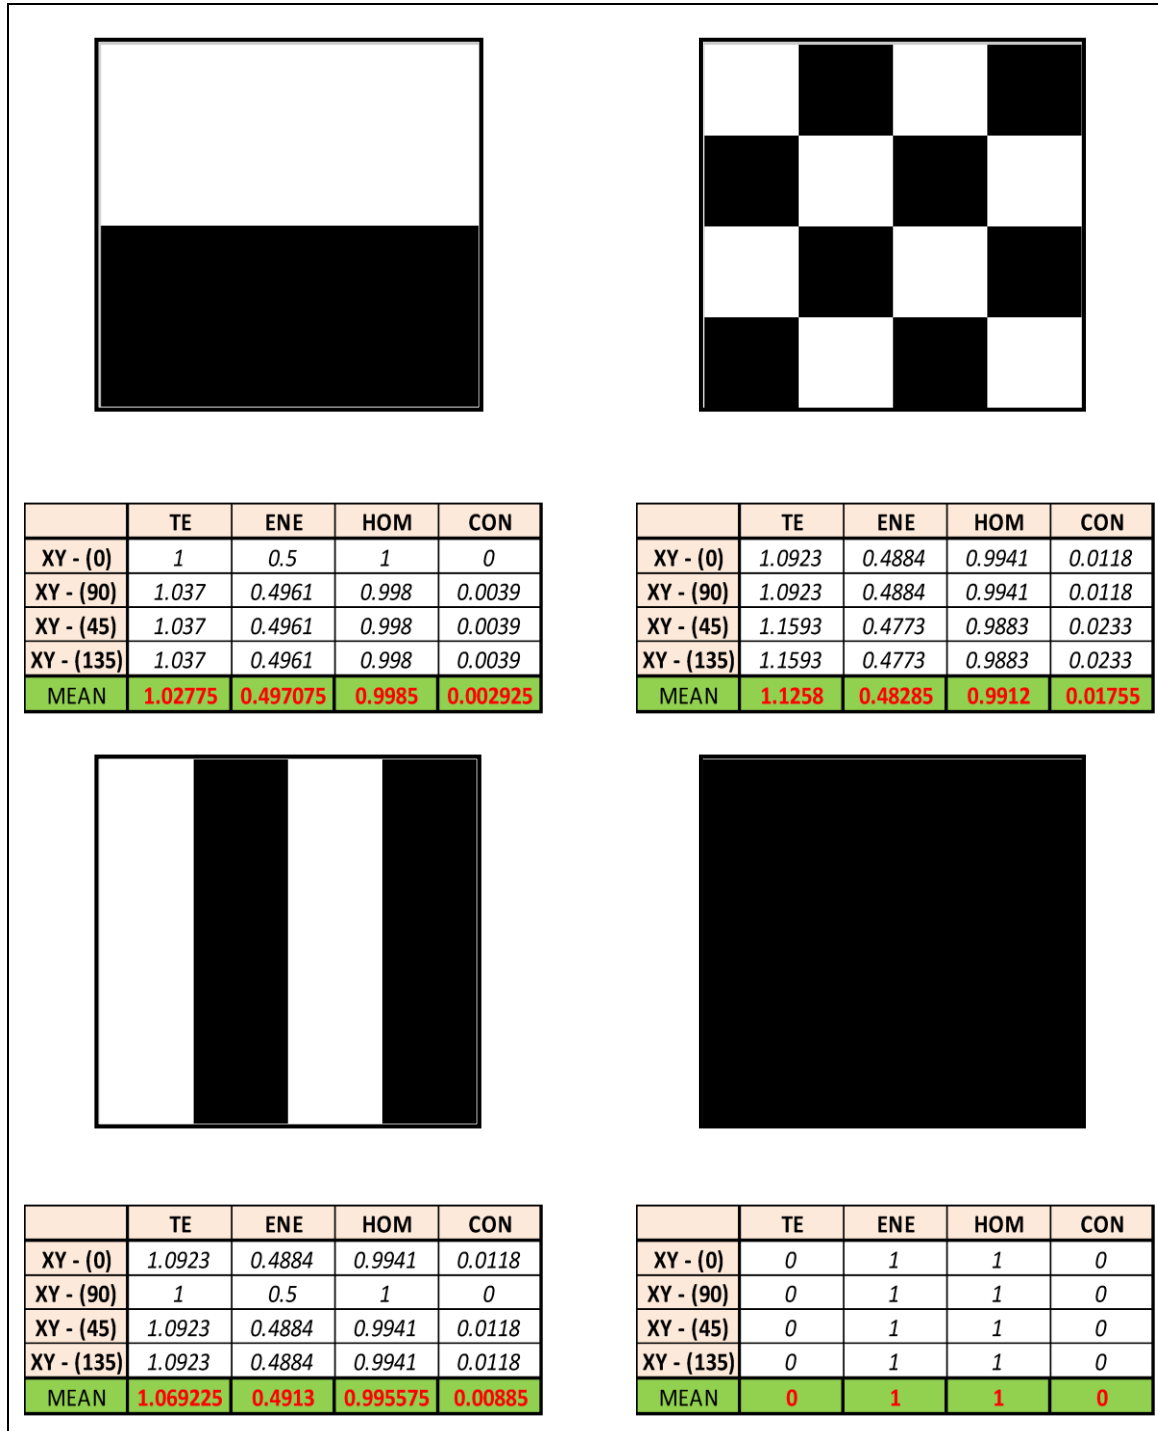 TE ENE HOM CON
XY - (0) 1 0.5 1 0
XY - (90) 1.037 0.4961 0.998 0.0039
XY - (45) 1.037 0.4961 0.998 0.0039
XY - (135) 1.037 0.4961 0.998 0.0039
MEAN 1.02775 0.497075 0.9985 0.002925
TE ENE HOM CON
XY - (0) 1.0923 0.4884 0.9941 0.0118
XY - (90) 1.0923 0.4884 0.9941 0.0118
XY - (45) 1.1593 0.4773 0.9883 0.0233
XY - (135) 1.1593 0.4773 0.9883 0.0233
MEAN 1.1258 0.48285 0.9912 0.01755
TE ENE HOM CON
XY - (0) 1.0923 0.4884 0.9941 0.0118
XY - (90) 1 0.5 1 0
XY - (45) 1.0923 0.4884 0.9941 0.0118
XY - (135) 1.0923 0.4884 0.9941 0.0118
MEAN 1.069225 0.4913 0.995575 0.00885
TE ENE HOM CON
XY - (0) 0 1 1 0
XY - (90) 0 1 1 0
XY - (45) 0 1 1 0
XY - (135) 0 1 1 0
MEAN 0 1 1 0